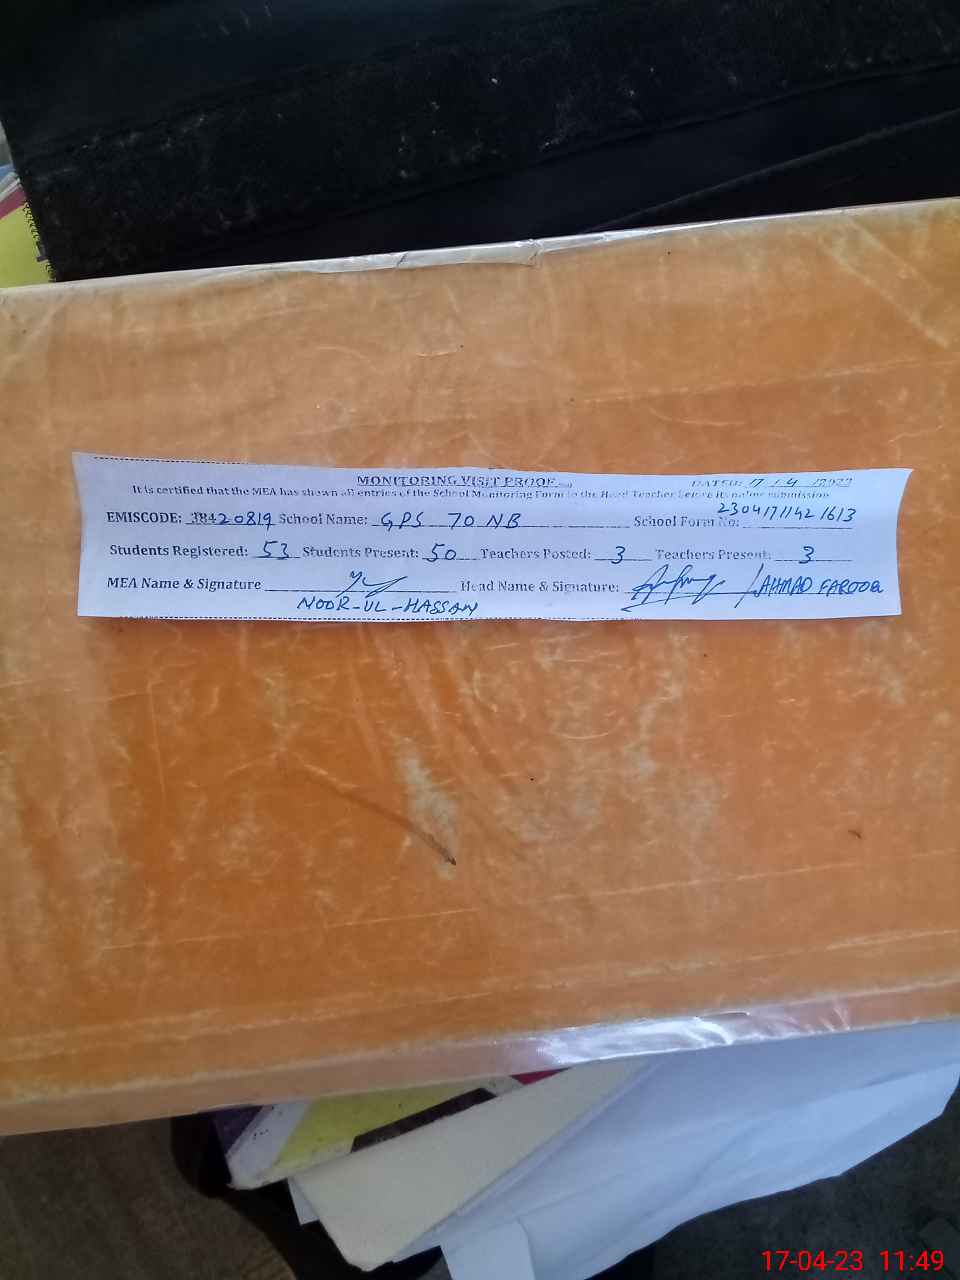 MONITORING VISIT PROOF DATED: 17 / 4 /2023
It is certified that the MEA has shown all entries of the School Monitoring Form to the Head Teacher before its online submission
EMISCODE: 38420819 School Name: GPS 70 NB School Form No: 2304171142 1613
Students Registered: 53 Students Present: 50 Teachers Posted: 3 Teachers Present: 3
MEA Name & Signature Head Name & Signature: / AHMAD FAROOQ
NOOR-UL-HASSAN
17-04-23 11:49